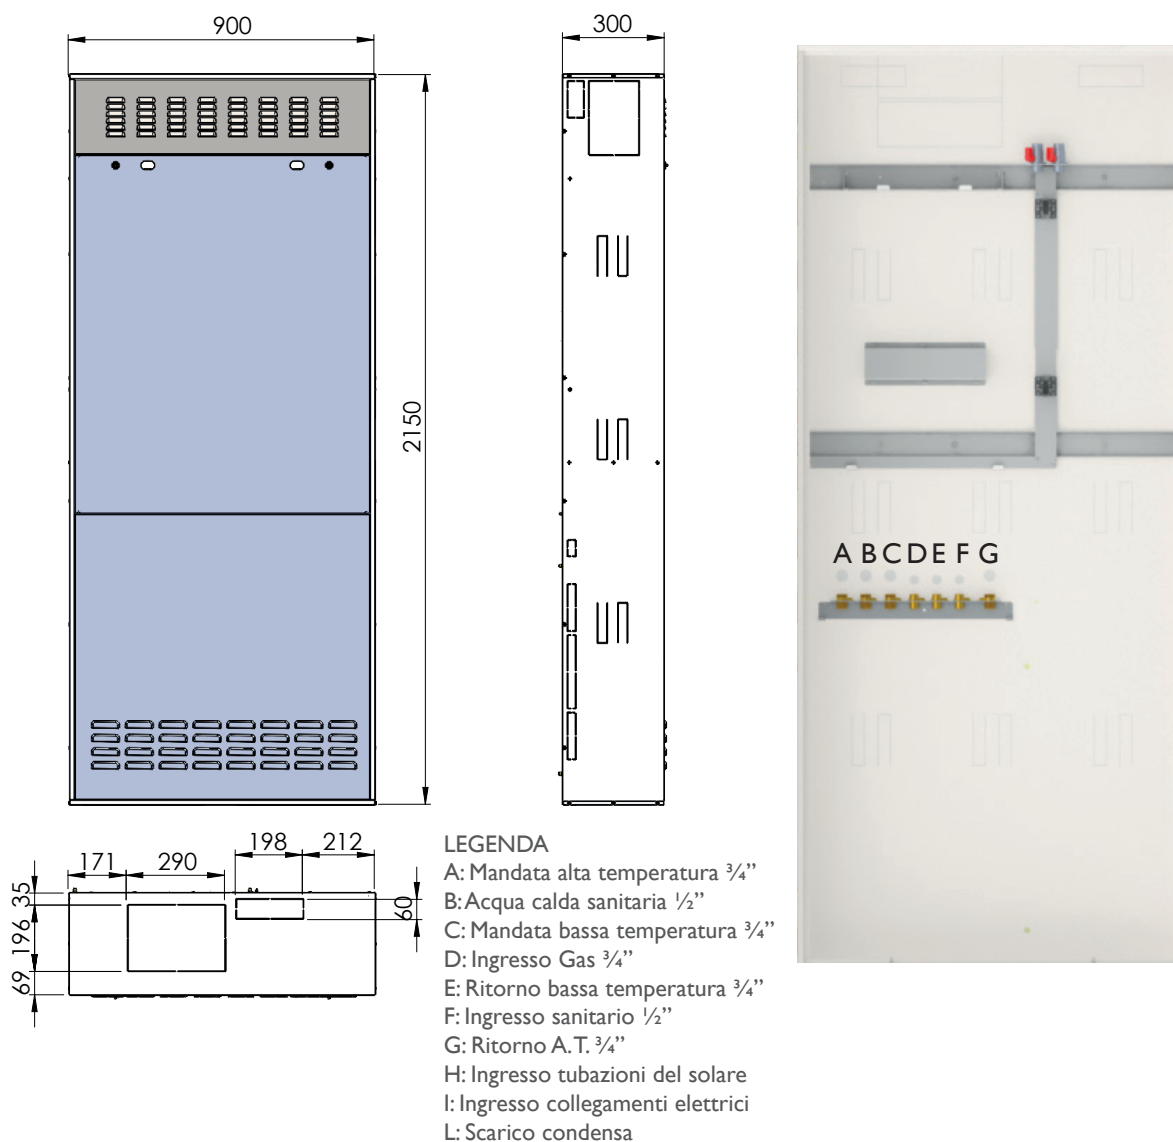 900
300
2150
A B C D E F G
198 212
171 290
35
60
196
69
LEGENDA
A: Mandata alta temperatura ¾”
B: Acqua calda sanitaria ½”
C: Mandata bassa temperatura ¾”
D: Ingresso Gas ¾”
E: Ritorno bassa temperatura ¾”
F: Ingresso sanitario ½”
G: Ritorno A.T. ¾”
H: Ingresso tubazioni del solare
I: Ingresso collegamenti elettrici
L: Scarico condensa